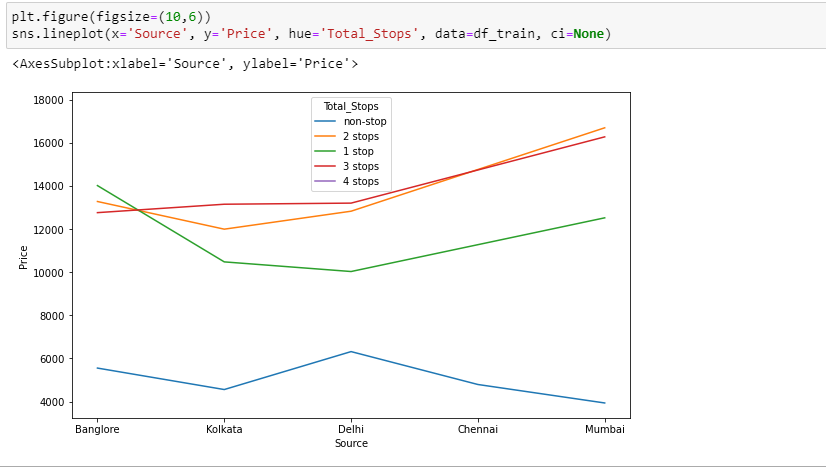 plt.figure(figsize=(10,6))
sns.lineplot(x='Source', y='Price', hue='Total_Stops', data=df_train, ci=None)
<AxesSubplot:xlabel='Source', ylabel='Price'>
Total_Stops
non-stop
2 stops
1 stop
3 stops
4 stops
18000
16000
14000
12000
10000
8000
6000
4000
Price
Banglore Kolkata Delhi Chennai Mumbai
Source